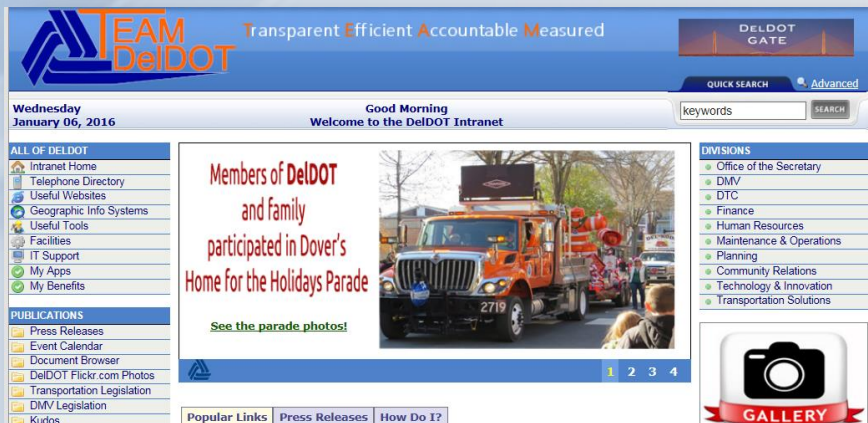 TEAM
DelDOT
Transparent Efficient Accountable Measured
DELDOT
GATE
QUICK SEARCH
Advanced
Wednesday
January 06, 2016
Good Morning
Welcome to the DelDOT Intranet
keywords
SEARCH
ALL OF DELDOT
Intranet Home
Telephone Directory
Useful Websites
Geographic Info Systems
Useful Tools
Facilities
IT Support
My Apps
My Benefits
PUBLICATIONS
Press Releases
Event Calendar
Document Browser
DelDOT Flickr.com Photos
Transportation Legislation
DMV Legislation
Kudos
Members of DelDOT
and family
participated in Dover's
Home for the Holidays Parade
See the parade photos!
2719
1 2 3 4
Popular Links
Press Releases
How Do I?
DIVISIONS
Office of the Secretary
DMV
DTC
Finance
Human Resources
Maintenance & Operations
Planning
Community Relations
Technology & Innovation
Transportation Solutions
GALLERY